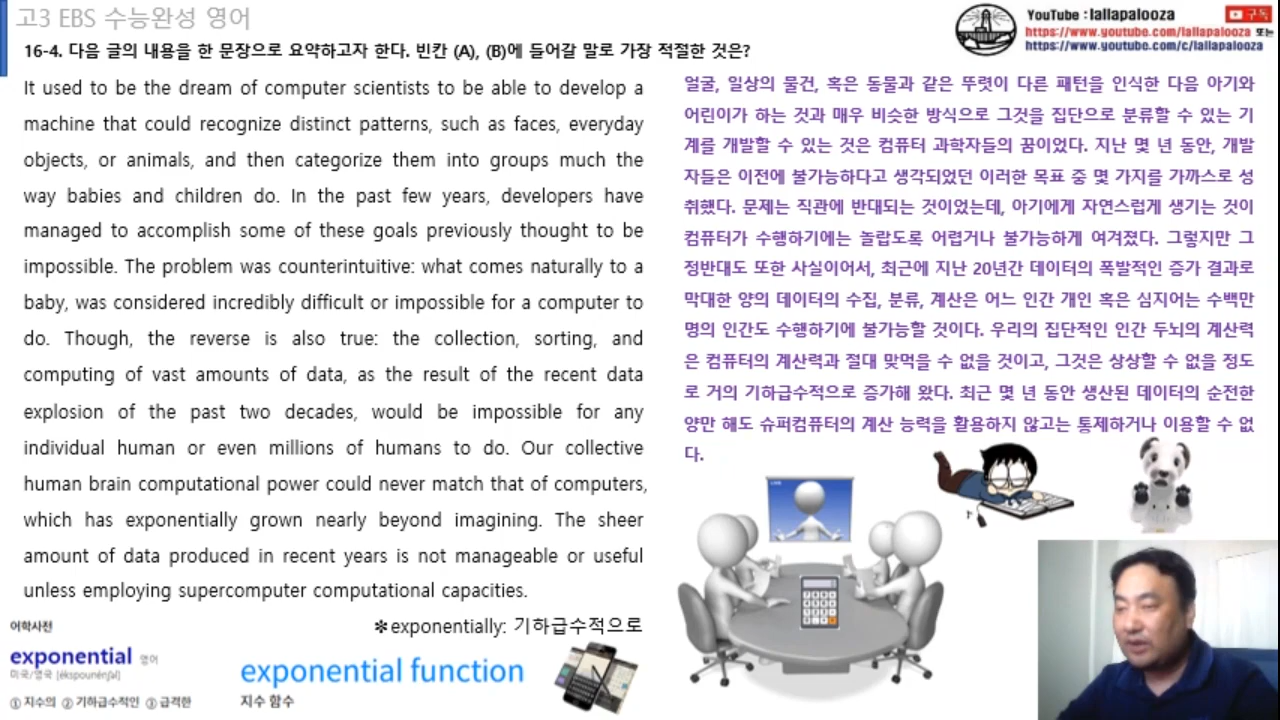 고3 EBS 수능완성 영어
YouTube : lallapalooza
구독
https://www.youtube.com/lallapalooza 또는
https://www.youtube.com/c/lallapalooza
16-4. 다음 글의 내용을 한 문장으로 요약하고자 한다. 빈칸 (A), (B)에 들어갈 말로 가장 적절한 것은?
It used to be the dream of computer scientists to be able to develop a
machine that could recognize distinct patterns, such as faces, everyday
objects, or animals, and then categorize them into groups much the
way babies and children do. In the past few years, developers have
managed to accomplish some of these goals previously thought to be
impossible. The problem was counterintuitive: what comes naturally to a
baby, was considered incredibly difficult or impossible for a computer to
do. Though, the reverse is also true: the collection, sorting, and
computing of vast amounts of data, as the result of the recent data
explosion of the past two decades, would be impossible for any
individual human or even millions of humans to do. Our collective
human brain computational power could never match that of computers,
which has exponentially grown nearly beyond imagining. The sheer
amount of data produced in recent years is not manageable or useful
unless employing supercomputer computational capacities.
✻exponentially: 기하급수적으로
얼굴, 일상의 물건, 혹은 동물과 같은 뚜렷이 다른 패턴을 인식한 다음 아기와
어린이가 하는 것과 매우 비슷한 방식으로 그것을 집단으로 분류할 수 있는 기
계를 개발할 수 있는 것은 컴퓨터 과학자들의 꿈이었다. 지난 몇 년 동안, 개발
자들은 이전에 불가능하다고 생각되었던 이러한 목표 중 몇 가지를 가까스로 성
취했다. 문제는 직관에 반대되는 것이었는데, 아기에게 자연스럽게 생기는 것이
컴퓨터가 수행하기에는 놀랍도록 어렵거나 불가능하게 여겨졌다. 그렇지만 그
정반대도 또한 사실이어서, 최근에 지난 20년간 데이터의 폭발적인 증가 결과로
막대한 양의 데이터의 수집, 분류, 계산은 어느 인간 개인 혹은 심지어는 수백만
명의 인간도 수행하기에 불가능할 것이다. 우리의 집단적인 인간 두뇌의 계산력
은 컴퓨터의 계산력과 절대 맞먹을 수 없을 것이고, 그것은 상상할 수 없을 정도
로 거의 기하급수적으로 증가해 왔다. 최근 몇 년 동안 생산된 데이터의 순전한
양만 해도 슈퍼컴퓨터의 계산 능력을 활용하지 않고는 통제하거나 이용할 수 없
다.
어학사전
exponential 영어
미국/영국 [èkspounénʃəl]
① 지수의 ② 기하급수적인 ③ 급격한
exponential function
지수 함수
LIVE